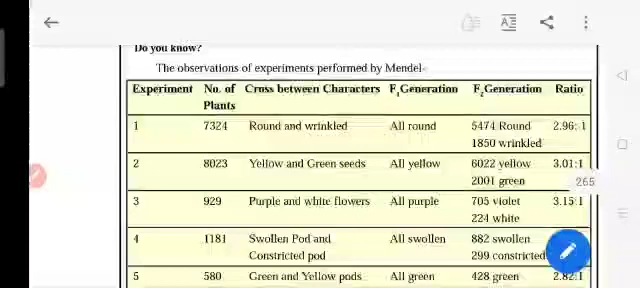 Do you know?
The observations of experiments performed by Mendel-
Experiment No. of Cross between Characters F1Generation F2Generation Ratio
Plants
1 7324 Round and wrinkled All round 5474 Round 2.96:-1
1850 wrinkled
2 8023 Yellow and Green seeds All yellow 6022 yellow 3.01:1
2001 green
265
3 929 Purple and white flowers All purple 705 violet 3.15:1
224 white
4 1181 Swollen Pod and All swollen 882 swollen
Constricted pod 299 constricted
5 580 Green and Yellow pods All green 428 green 2.82:1